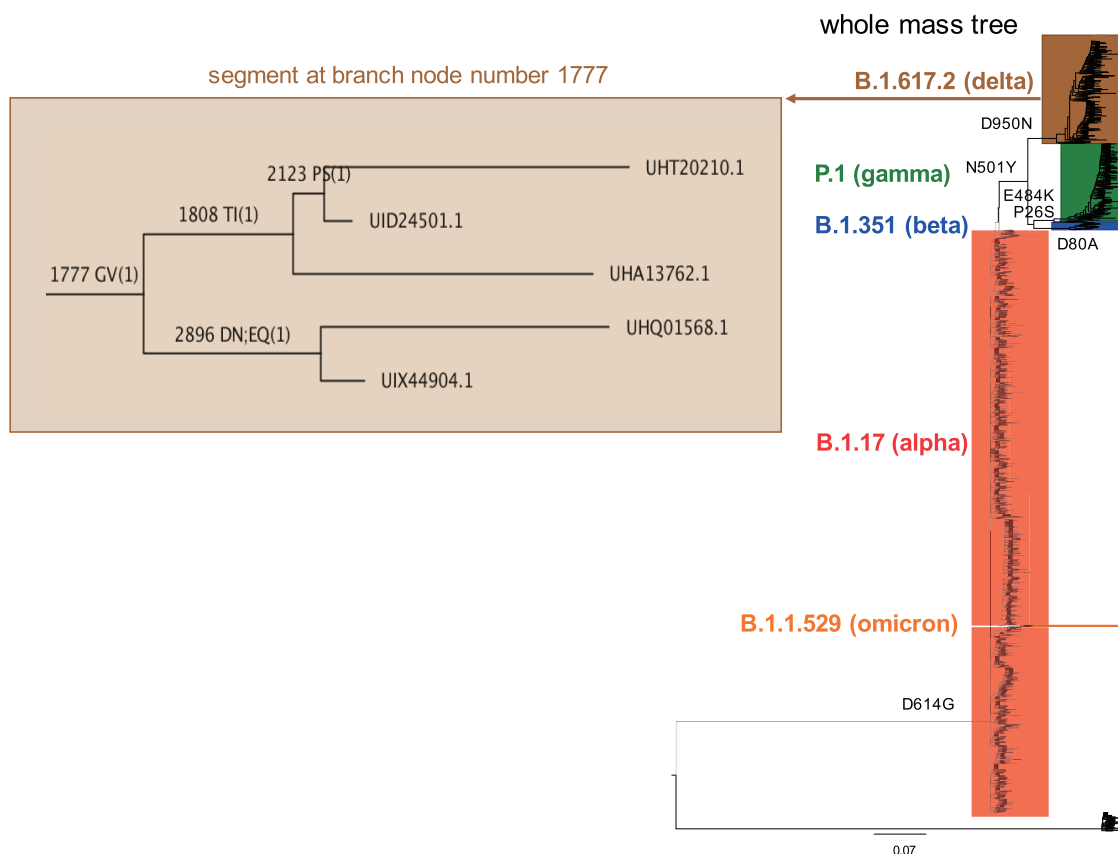 whole mass tree
segment at branch node number 1777
B.1.617.2 (delta)
D950N
2123 PS(1)
UHT20210.1
P.1 (gamma)
N501Y
E484K
P26S
1808 TI(1)
UID24501.1
B.1.351 (beta)
D80A
1777 GV(1)
UHA13762.1
2896 DN;EQ(1)
UHQ01568.1
UIX44904.1
B.1.17 (alpha)
B.1.1.529 (omicron)
D614G
0.07